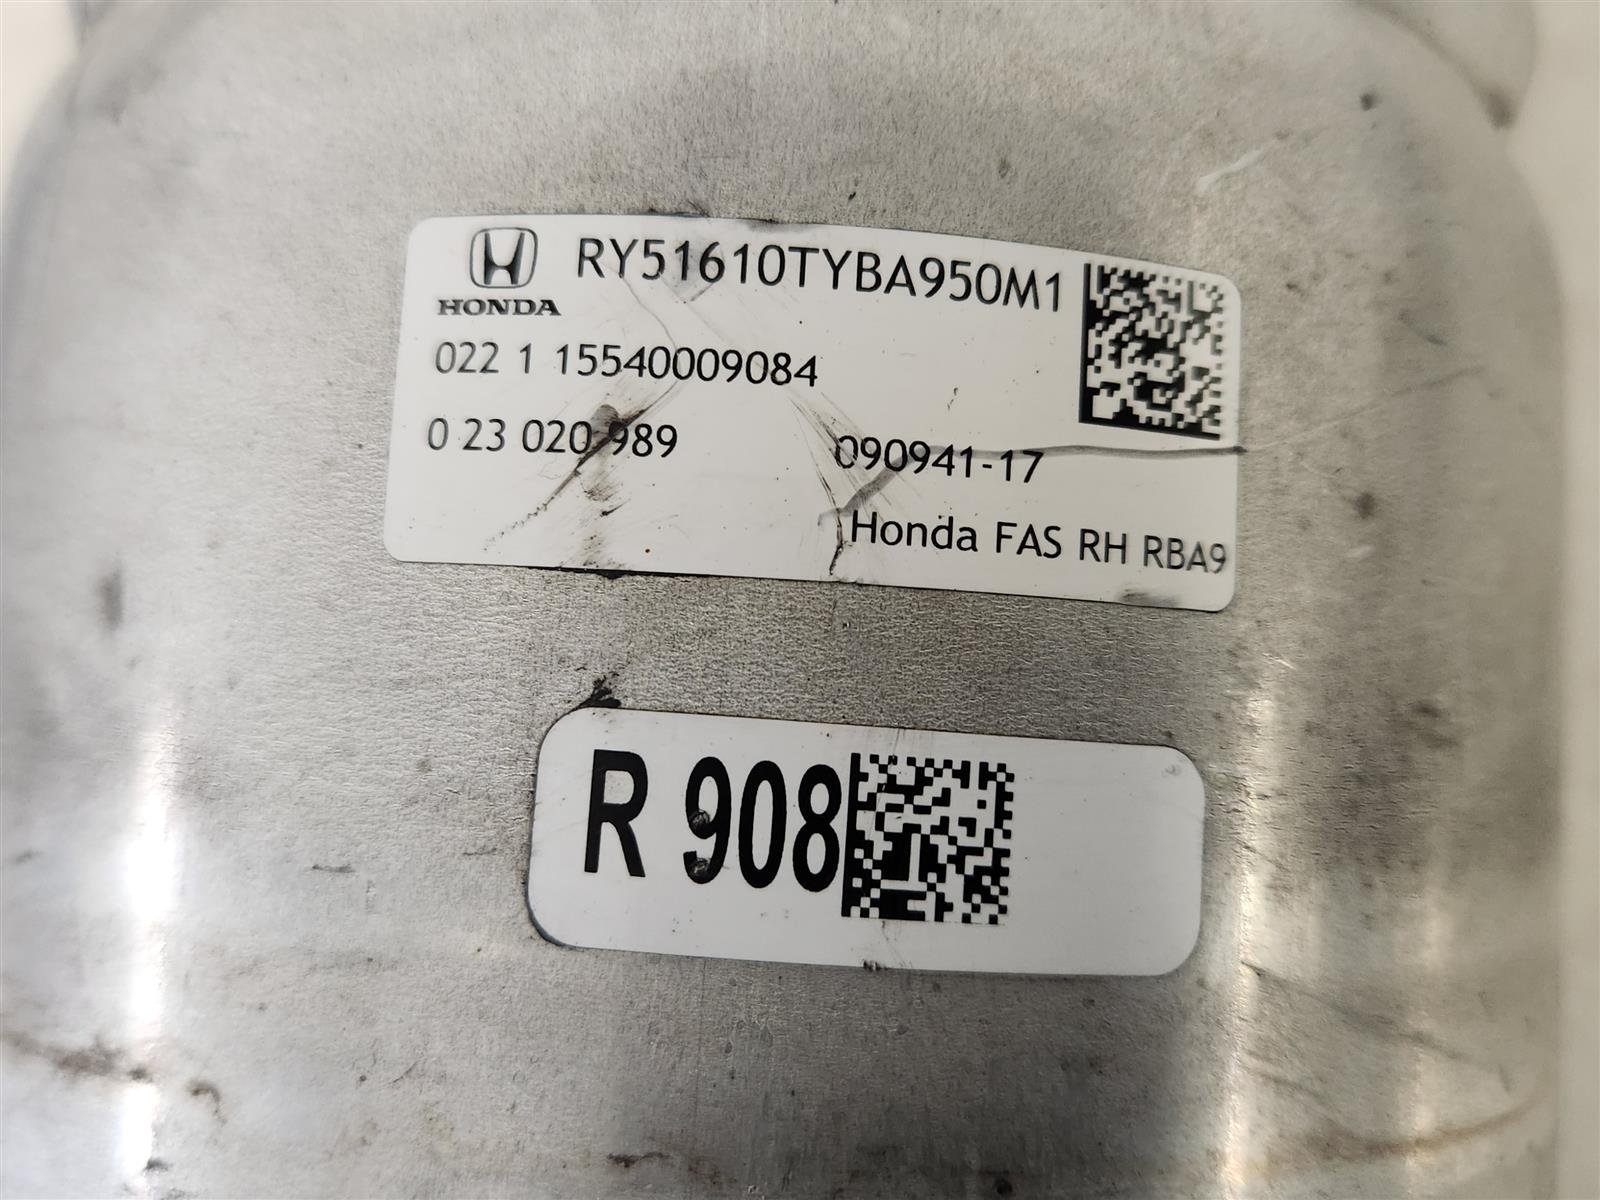 RY51610TYBA950M1
HONDA
022 1 15540009084
0 23 020 989 090941-17
Honda FAS RH RBA9
R 908